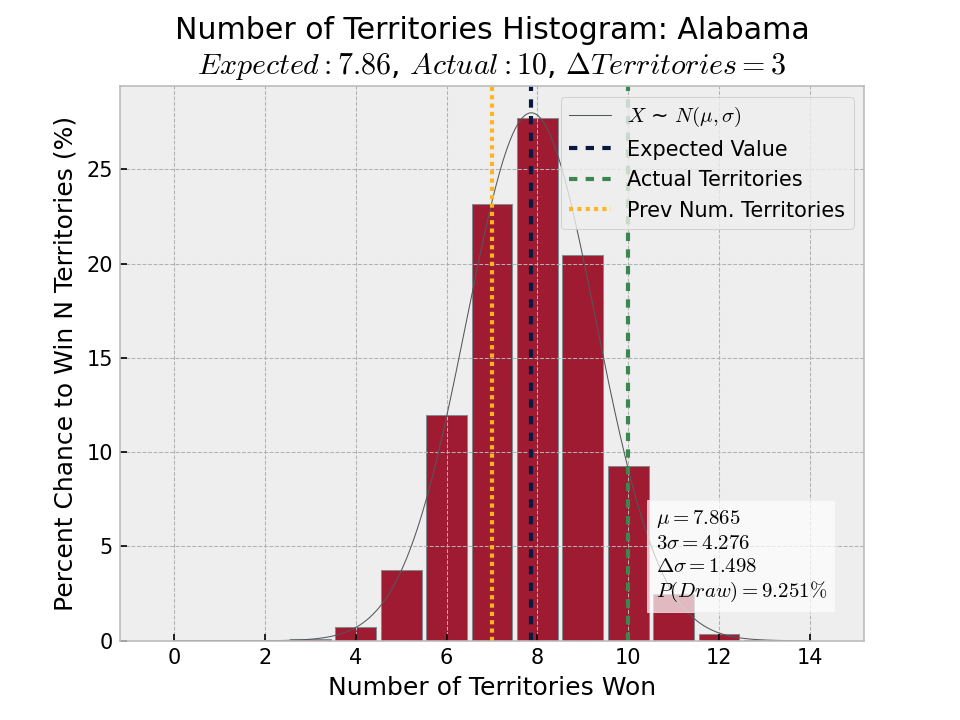 Number of Territories Histogram: Alabama
Expected : 7.86, Actual : 10, ΔTerritories = 3
Percent Chance to Win N Territories (%)
X ~ N(μ, σ)
Expected Value
Actual Territories
Prev Num. Territories
25
20
15
10
5
0
μ = 7.865
3σ = 4.276
Δσ = 1.498
P(Draw) = 9.251%
0 2 4 6 8 10 12 14
Number of Territories Won